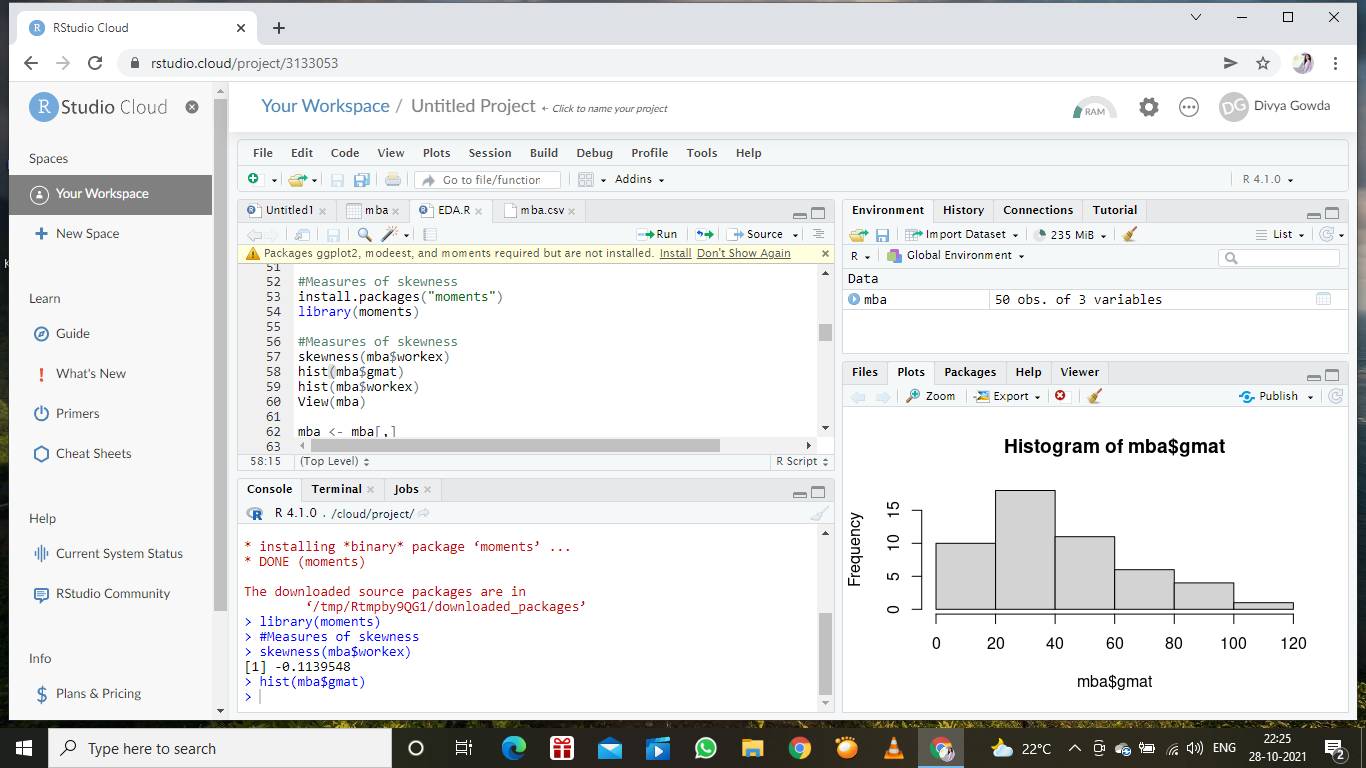 RStudio Cloud
rstudio.cloud/project/3133053
R Studio Cloud
Spaces
Your Workspace
New Space
Learn
Guide
What's New
Primers
Cheat Sheets
Help
Current System Status
RStudio Community
Info
Plans & Pricing
Your Workspace / Untitled Project ← Click to name your project
RAM
DG Divya Gowda
File Edit Code View Plots Session Build Debug Profile Tools Help
Go to file/function Addins R 4.1.0
Untitled1 mba EDA.R mba.csv
Run Source
Packages ggplot2, modeest, and moments required but are not installed. Install Don't Show Again
51
52 #Measures of skewness
53 install.packages("moments")
54 library(moments)
55
56 #Measures of skewness
57 skewness(mba$workex)
58 hist(mba$gmat)
59 hist(mba$workex)
60 View(mba)
61
62 mba <- mba[,]
63
58:15 (Top Level) R Script
Console Terminal Jobs
R 4.1.0 . /cloud/project/
* installing *binary* package ‘moments’ ...
* DONE (moments)
The downloaded source packages are in
‘/tmp/Rtmpby9QG1/downloaded_packages’
> library(moments)
> #Measures of skewness
> skewness(mba$workex)
[1] -0.1139548
> hist(mba$gmat)
>
Environment History Connections Tutorial
Import Dataset 235 MiB List
R Global Environment
Data
mba 50 obs. of 3 variables
Files Plots Packages Help Viewer
Zoom Export Publish
Histogram of mba$gmat
Frequency
15
10
5
0
0 20 40 60 80 100 120
mba$gmat
Type here to search
22°C ENG 22:25
28-10-2021
2